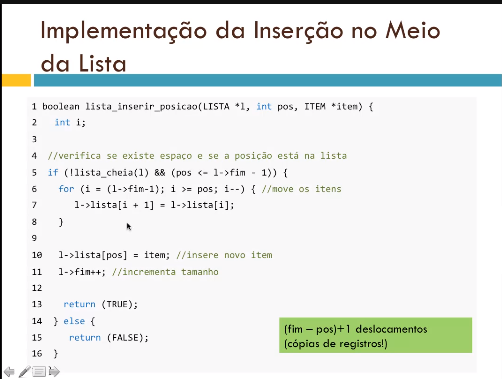 Implementação da Inserção no Meio
da Lista
1 boolean lista_inserir_posicao(LISTA *l, int pos, ITEM *item) {
2 int i;
3
4 //verifica se existe espaço e se a posição está na lista
5 if (!lista_cheia(l) && (pos <= l->fim - 1)) {
6 for (i = (l->fim-1); i >= pos; i--) { //move os itens
7 l->lista[i + 1] = l->lista[i];
8 }
9
10 l->lista[pos] = item; //insere novo item
11 l->fim++; //incrementa tamanho
12
13 return (TRUE);
14 } else {
15 return (FALSE);
16 }
(fim – pos)+1 deslocamentos
(cópias de registros!)